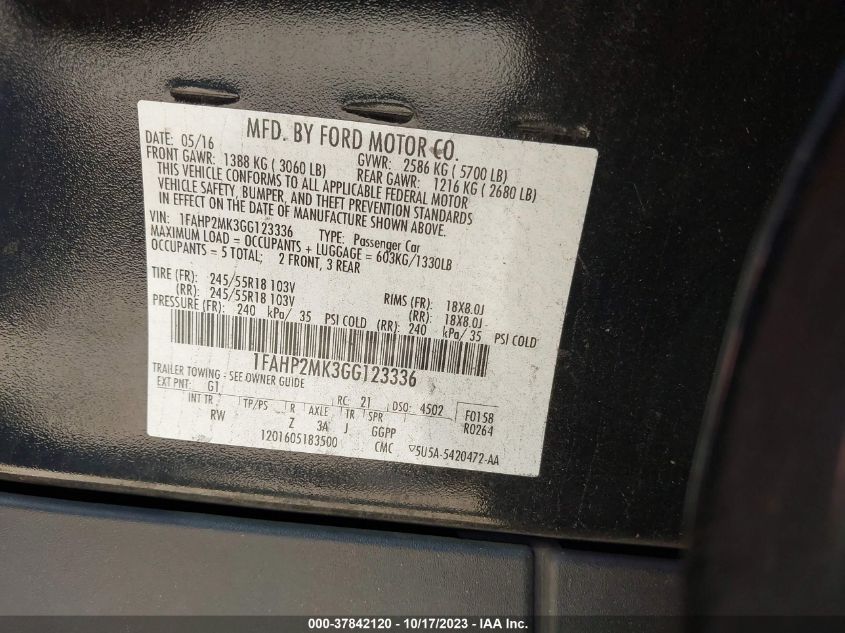 MFD. BY FORD MOTOR CO.
DATE: 05/16 GVWR: 2586 KG ( 5700 LB)
FRONT GAWR: 1388 KG ( 3060 LB) REAR GAWR: 1216 KG ( 2680 LB)
THIS VEHICLE CONFORMS TO ALL APPLICABLE FEDERAL MOTOR
VEHICLE SAFETY, BUMPER, AND THEFT PREVENTION STANDARDS
IN EFFECT ON THE DATE OF MANUFACTURE SHOWN ABOVE.
VIN: 1FAHP2MK3GG123336 TYPE: Passenger Car
MAXIMUM LOAD = OCCUPANTS + LUGGAGE = 603KG/1330LB
OCCUPANTS = 5 TOTAL; 2 FRONT, 3 REAR
TIRE (FR): 245/55R18 103V RIMS (FR): 18X8.0J
(RR): 245/55R18 103V (RR): 18X8.0J
PRESSURE (FR): 240 kPa/ 35 PSI COLD (RR): 240 kPa/ 35 PSI COLD
1FAHP2MK3GG123336
TRAILER TOWING - SEE OWNER GUIDE
EXT PNT: G1 RC: 21 DSO: 4502 F0158
INT TR TP/PS R AXLE TR SPR R0264
RW Z 3A J GGPP
1201605183500 CMC 5U5A-5420472-AA
000-37842120 - 10/17/2023 - IAAI.com